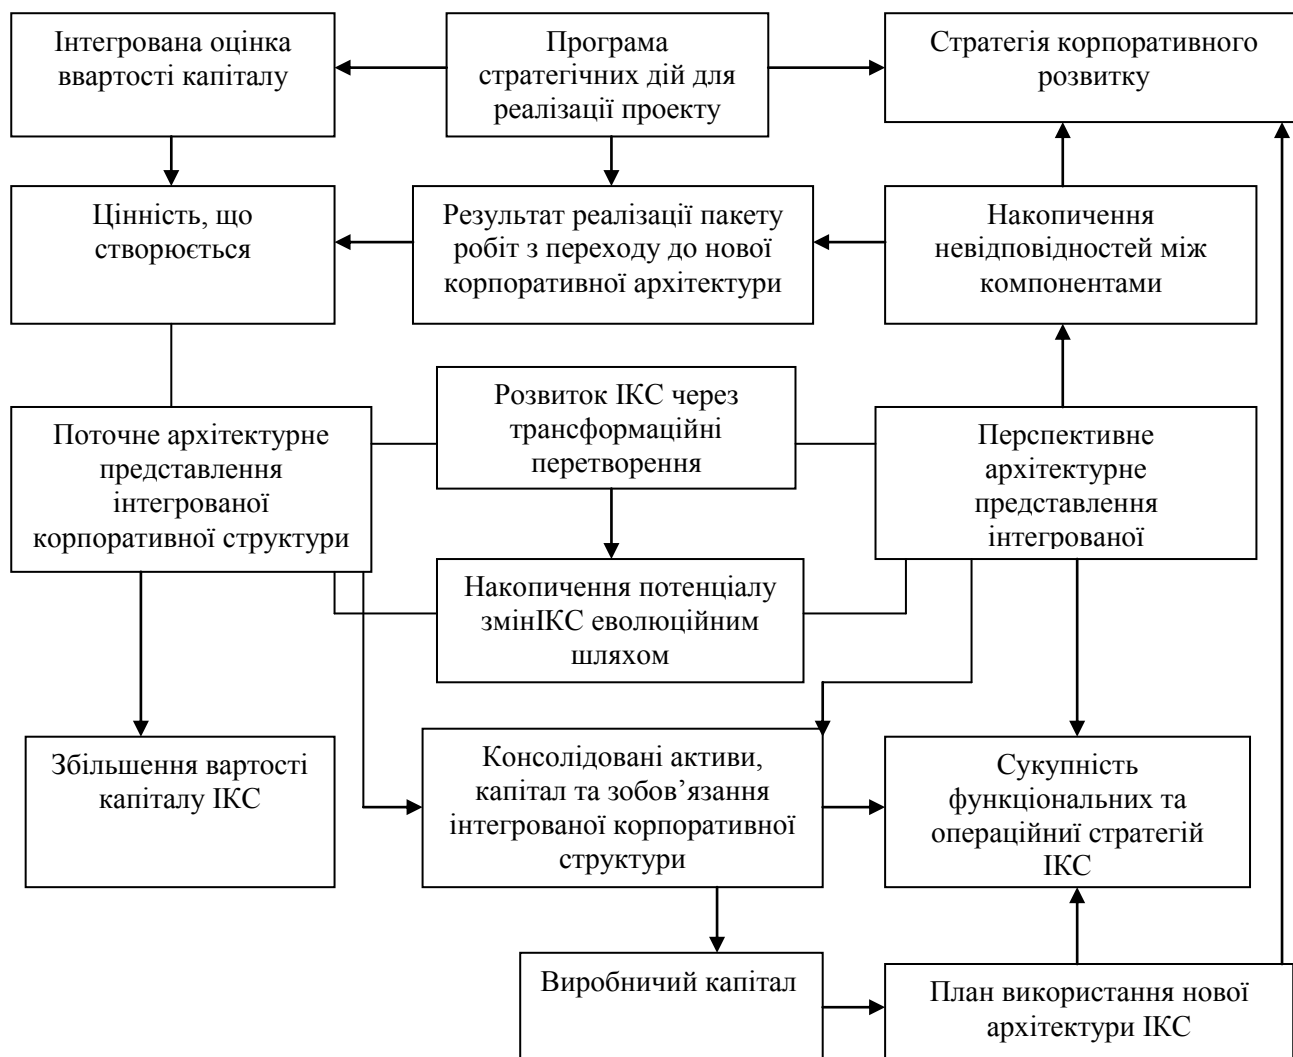 Інтегрована оцінка
ввартості капіталу
Програма
стратегічних дій для
реалізації проекту
Стратегія корпоративного
розвитку
Цінність, що
створюється
Результат реалізації пакету
робіт з переходу до нової
корпоративної архітектури
Накопичення
невідповідностей між
компонентами
Поточне архітектурне
представлення
інтегрованої
корпоративної структури
Розвиток ІКС через
трансформаційні
перетворення
Перспективне
архітектурне
представлення
інтегрованої
Накопичення потенціалу
змінІКС еволюційним
шляхом
Збільшення вартості
капіталу ІКС
Консолідовані активи,
капітал та зобов’язання
інтегрованої корпоративної
структури
Сукупність
функціональних та
операційниї стратегій
ІКС
Виробничий капітал
План використання нової
архітектури ІКС